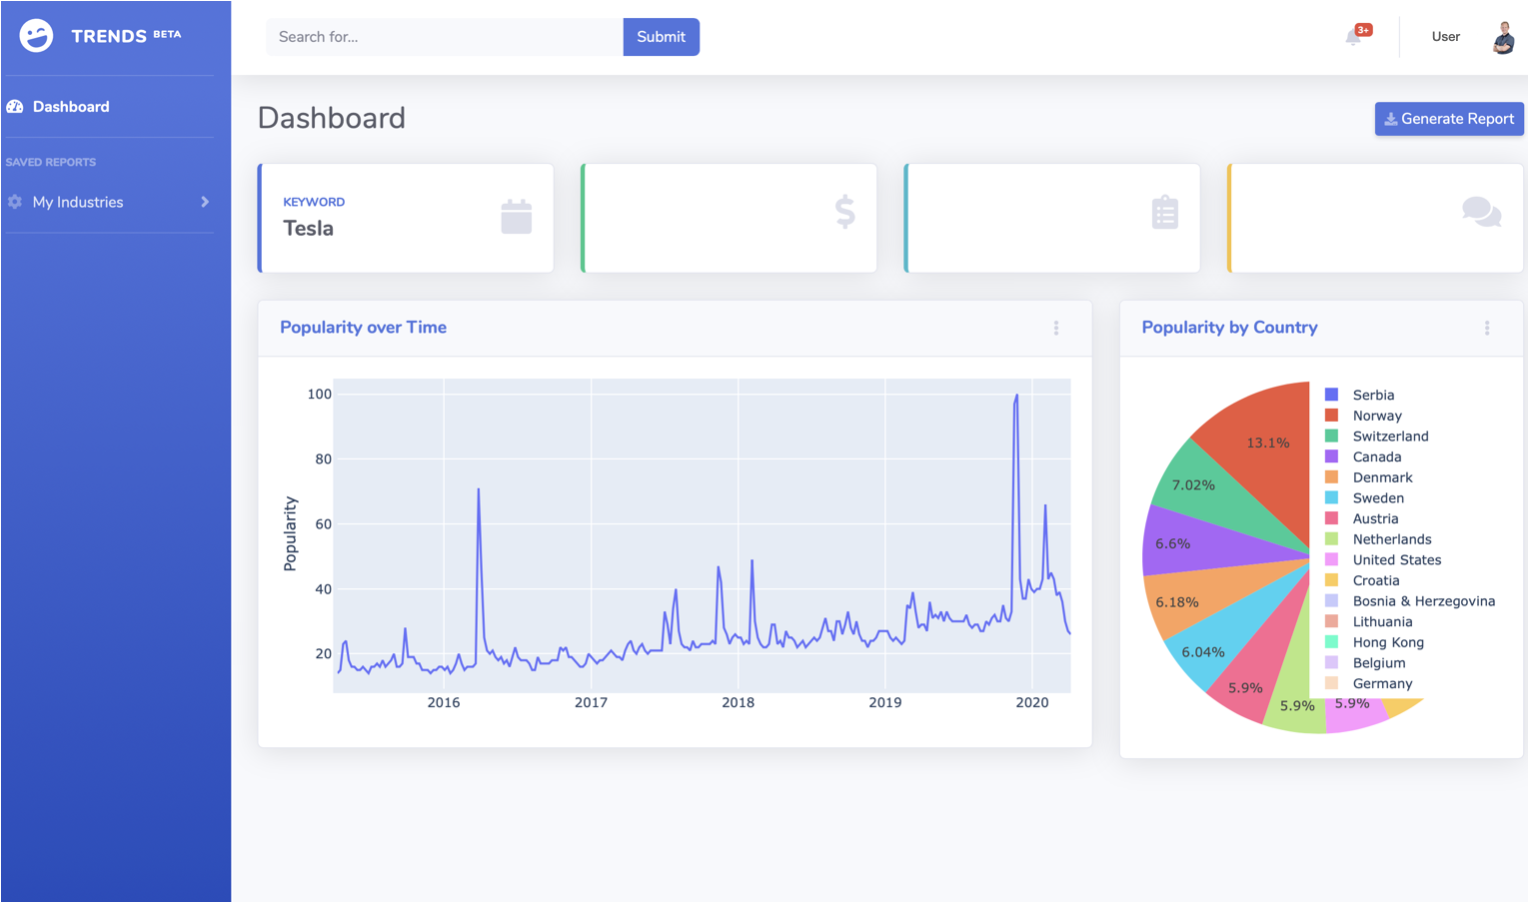 TRENDS BETA
Search for...
Submit
3+
User
Dashboard
SAVED REPORTS
My Industries
Dashboard
Generate Report
KEYWORD
Tesla
Popularity over Time
Popularity
100
80
60
40
20
2016
2017
2018
2019
2020
Popularity by Country
13.1%
7.02%
6.6%
6.18%
6.04%
5.9%
5.9%
5.9%
Serbia
Norway
Switzerland
Canada
Denmark
Sweden
Austria
Netherlands
United States
Croatia
Bosnia & Herzegovina
Lithuania
Hong Kong
Belgium
Germany